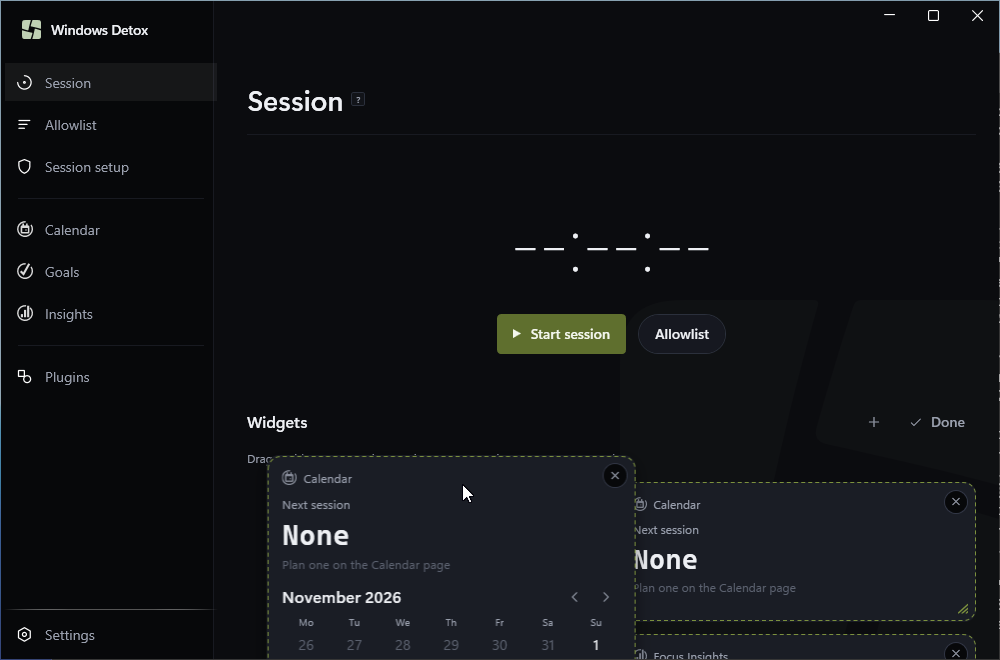 Windows Detox
Session
Allowlist
Session setup
Calendar
Goals
Insights
Plugins
Settings
Session ?
– – : – – : – –
Start session
Allowlist
Widgets
Done
Calendar
Next session
None
Plan one on the Calendar page
November 2026
Mo Tu We Th Fr Sa Su
26 27 28 29 30 31 1
Calendar
Next session
None
Plan one on the Calendar page
Focus Insights